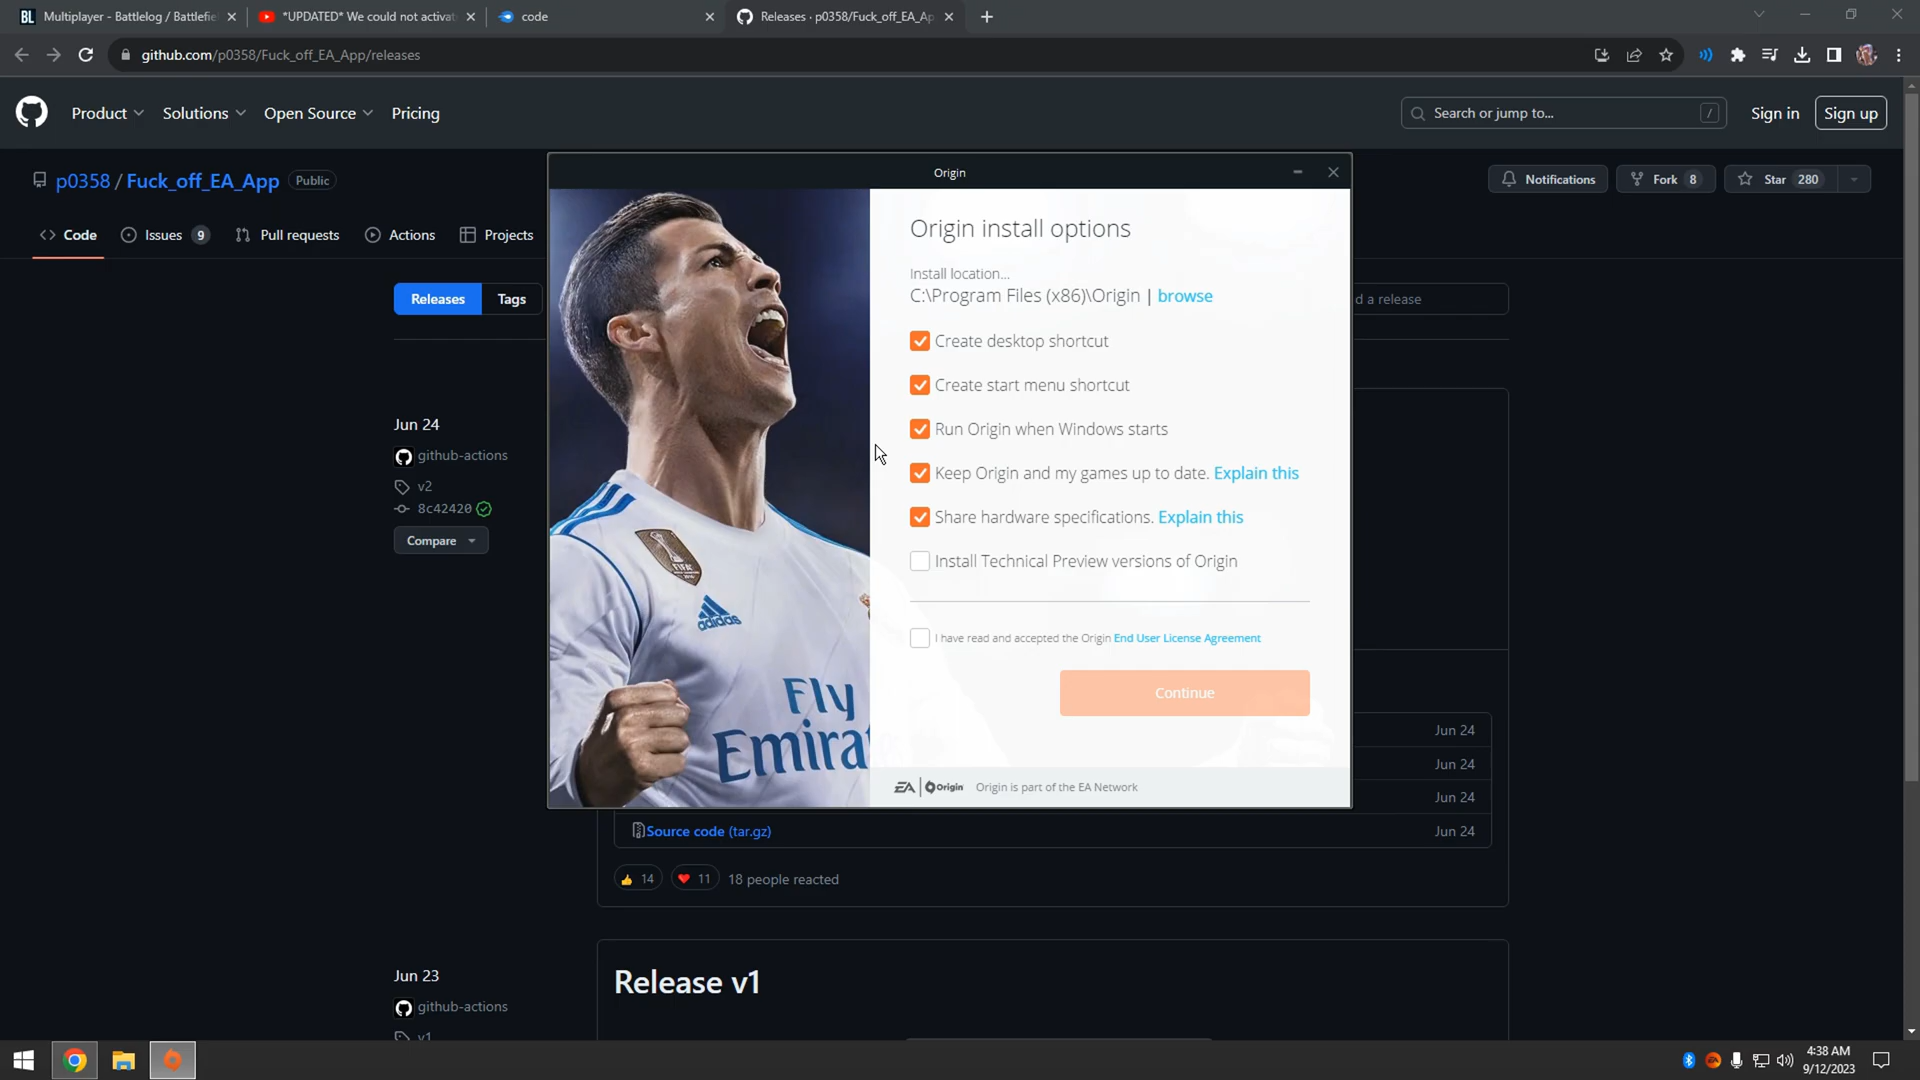 Multiplayer - Battlelog / Battlefie
*UPDATED* We could not activat
code
Releases · p0358/Fuck_off_EA_Ap
github.com/p0358/Fuck_off_EA_App/releases
Product
Solutions
Open Source
Pricing
Search or jump to...
/
Sign in
Sign up
p0358 / Fuck_off_EA_App
Public
Notifications
Fork 8
Star 280
Code
Issues 9
Pull requests
Actions
Projects
Releases
Tags
d a release
Jun 24
github-actions
v2
8c42420
Compare
Origin
Origin install options
Install location...
C:\Program Files (x86)\Origin | browse
Create desktop shortcut
Create start menu shortcut
Run Origin when Windows starts
Keep Origin and my games up to date. Explain this
Share hardware specifications. Explain this
Install Technical Preview versions of Origin
I have read and accepted the Origin End User License Agreement
Continue
EA | Origin Origin is part of the EA Network
FIFA
adidas
Fly
Emira
Jun 24
Jun 24
Jun 24
Source code (tar.gz)
Jun 24
14
11
18 people reacted
Jun 23
github-actions
v1
Release v1
4:38 AM
9/12/2023